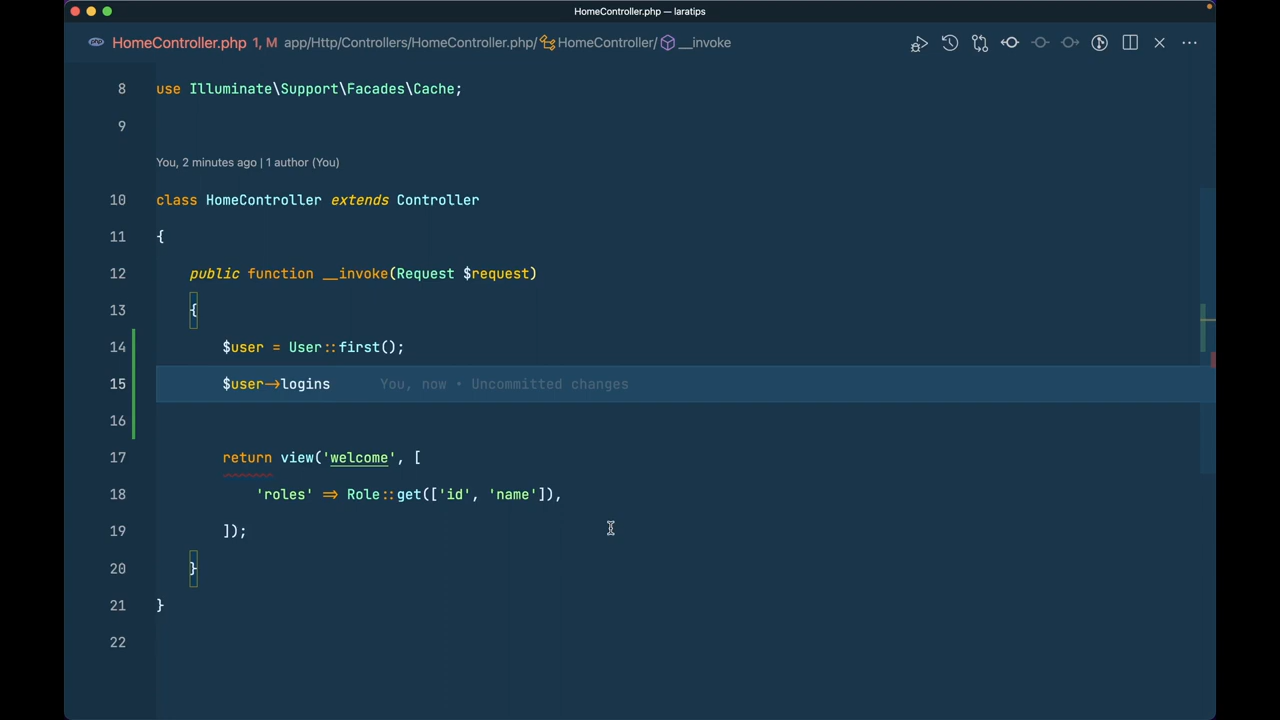 HomeController.php — laratips
php HomeController.php 1, M app/Http/Controllers/HomeController.php/ HomeController/ __invoke
8 use Illuminate\Support\Facades\Cache;
9
You, 2 minutes ago | 1 author (You)
10 class HomeController extends Controller
11 {
12 public function __invoke(Request $request)
13 {
14 $user = User::first();
15 $user->logins You, now • Uncommitted changes
16
17 return view('welcome', [
18 'roles' => Role::get(['id', 'name']),
19 ]);
20 }
21 }
22